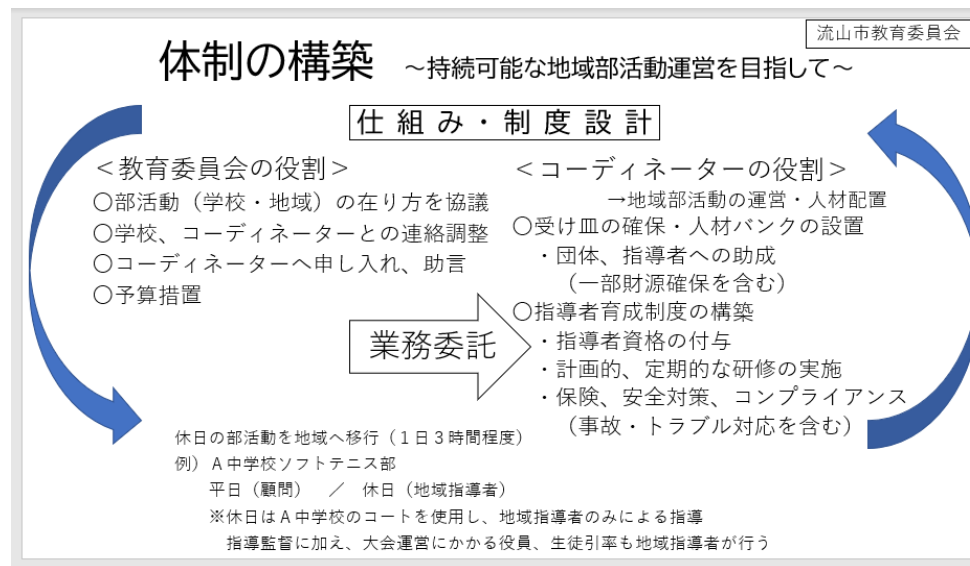 流山市教育委員会
体制の構築 ～持続可能な地域部活動運営を目指して～
仕組み・制度設計
＜教育委員会の役割＞
○部活動（学校・地域）の在り方を協議
○学校、コーディネーターとの連絡調整
○コーディネーターへ申し入れ、助言
○予算措置
業務委託
＜コーディネーターの役割＞
→地域部活動の運営・人材配置
○受け皿の確保・人材バンクの設置
・団体、指導者への助成
（一部財源確保を含む）
○指導者育成制度の構築
・指導者資格の付与
・計画的、定期的な研修の実施
・保険、安全対策、コンプライアンス
（事故・トラブル対応を含む）
休日の部活動を地域へ移行（１日３時間程度）
例）Ａ中学校ソフトテニス部
平日（顧問） ／ 休日（地域指導者）
※休日はＡ中学校のコートを使用し、地域指導者のみによる指導
指導監督に加え、大会運営にかかる役員、生徒引率も地域指導者が行う